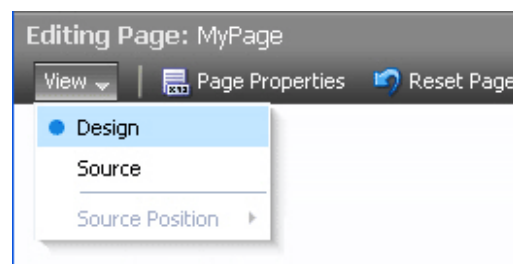 Editing Page: MyPage
View Page Properties Reset Page
Design
Source
Source Position